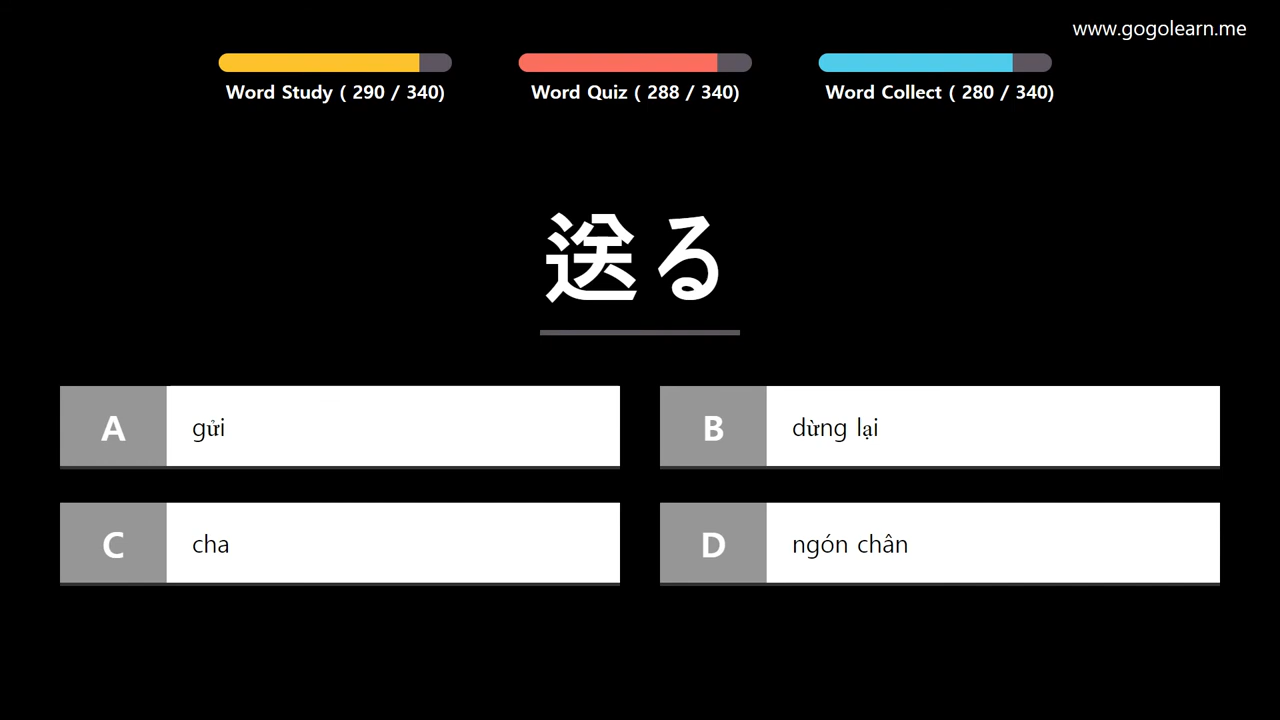 www.gogolearn.me
Word Study ( 290 / 340)
Word Quiz ( 288 / 340)
Word Collect ( 280 / 340)
送る
A gửi
B dừng lại
C cha
D ngón chân